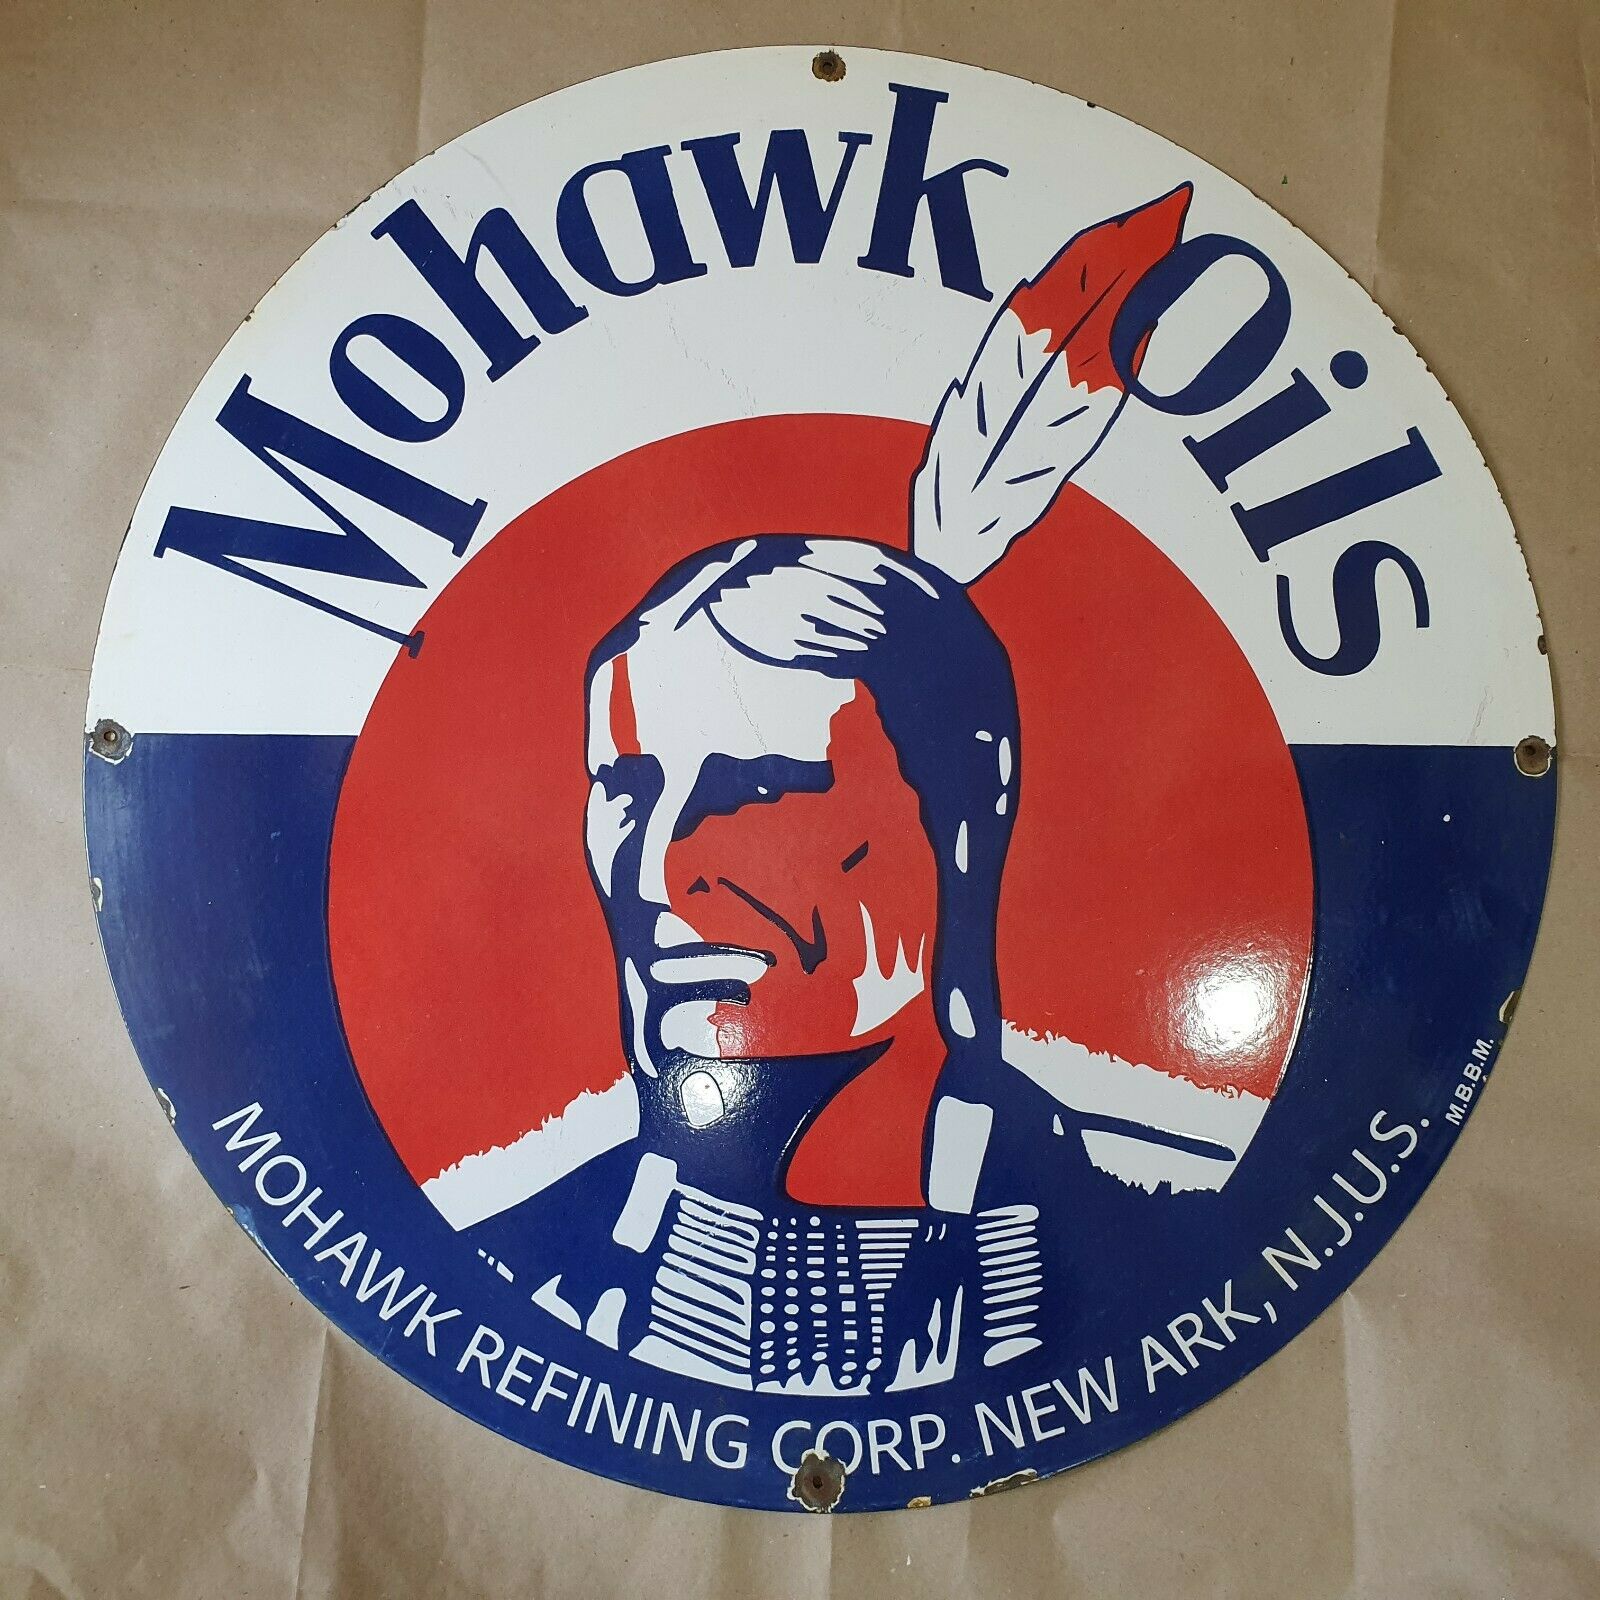 Mohawk Oils
MOHAWK REFINING CORP. NEW ARK, N.J.U.S.
M.B.B.M.